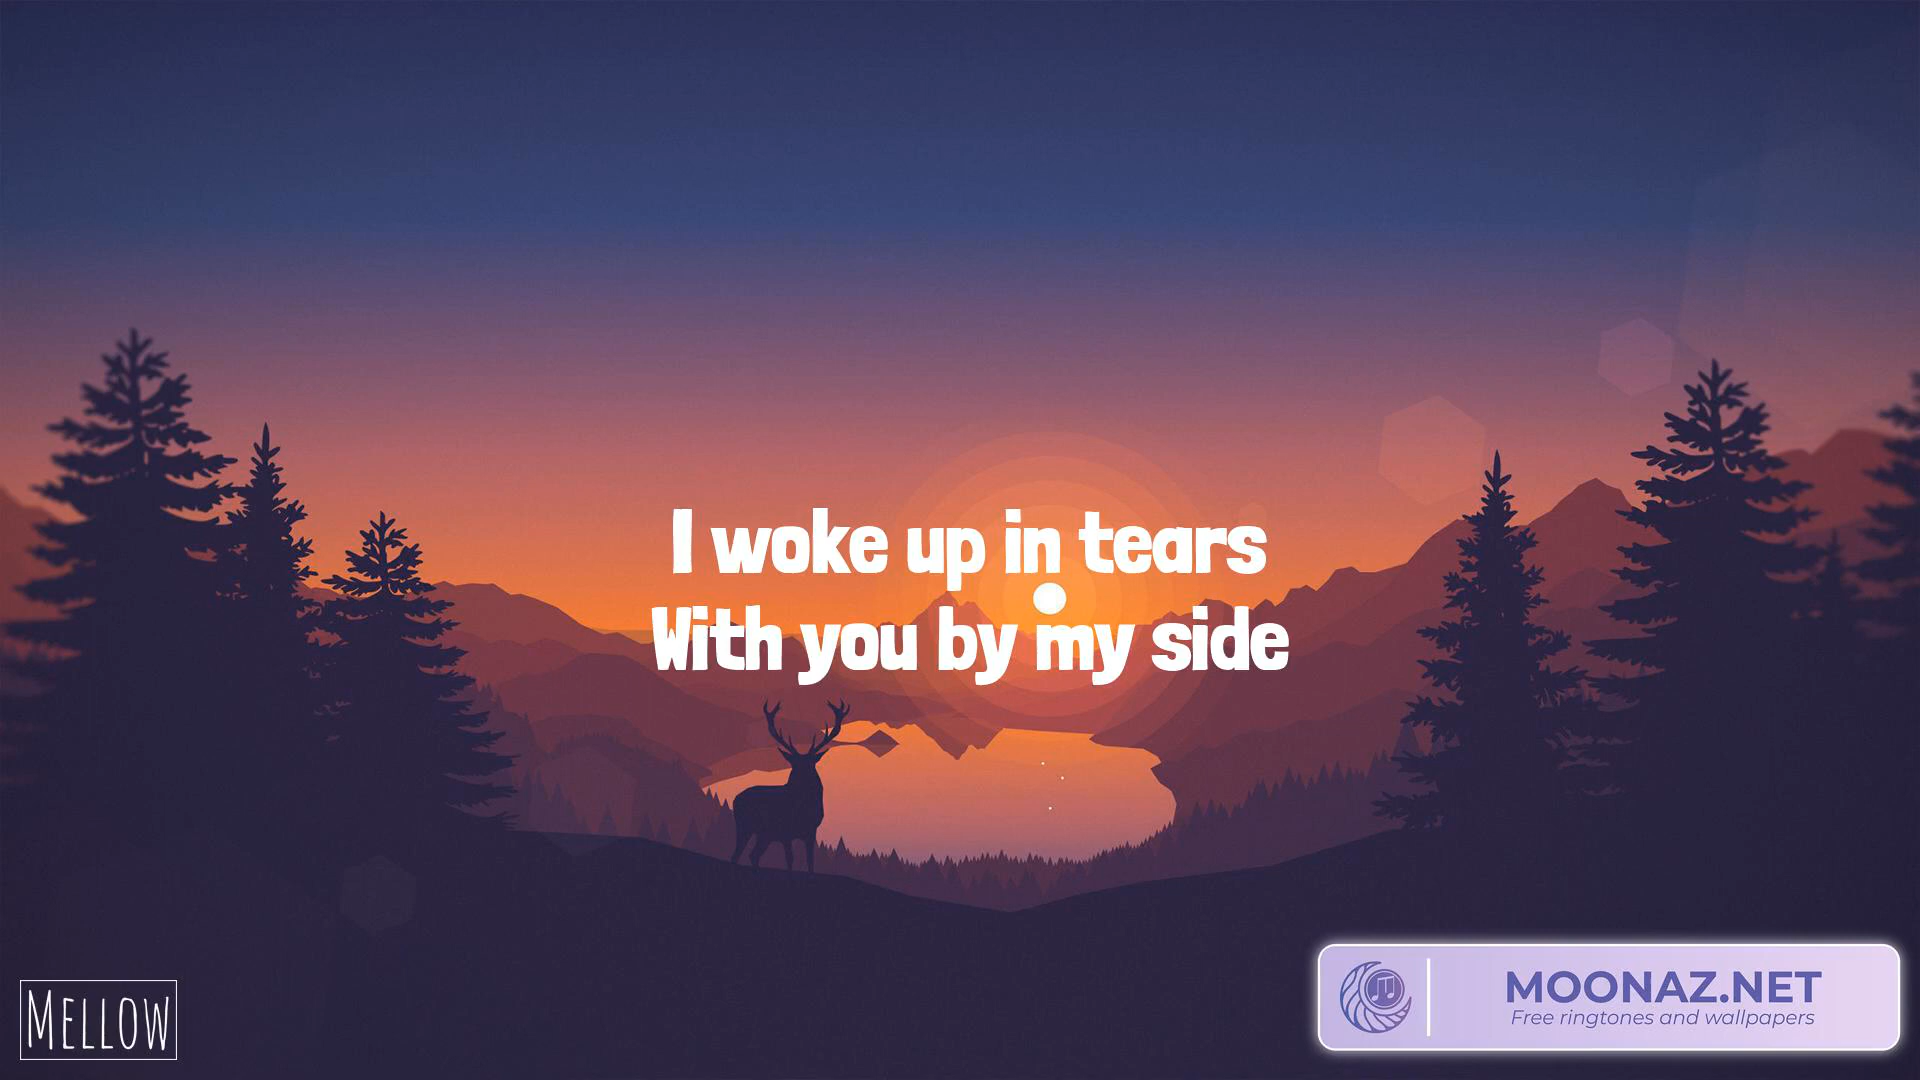 I woke up in tears
With you by my side
MELLOW
MOONAZ.NET
Free ringtones and wallpapers